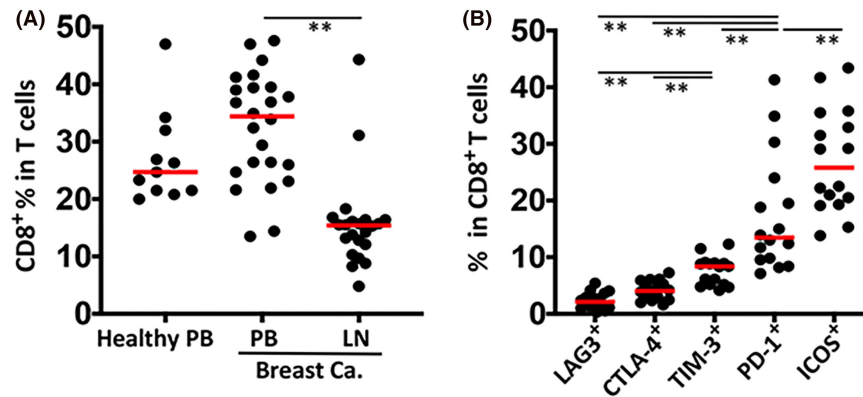 (A)
CD8⁺ % in T cells
50
40
30
20
10
0
**
Healthy PB
PB
LN
Breast Ca.
(B)
% in CD8⁺ T cells
50
40
30
20
10
0
** ** ** **
** **
LAG3⁺
CTLA-4⁺
TIM-3⁺
PD-1⁺
ICOS⁺